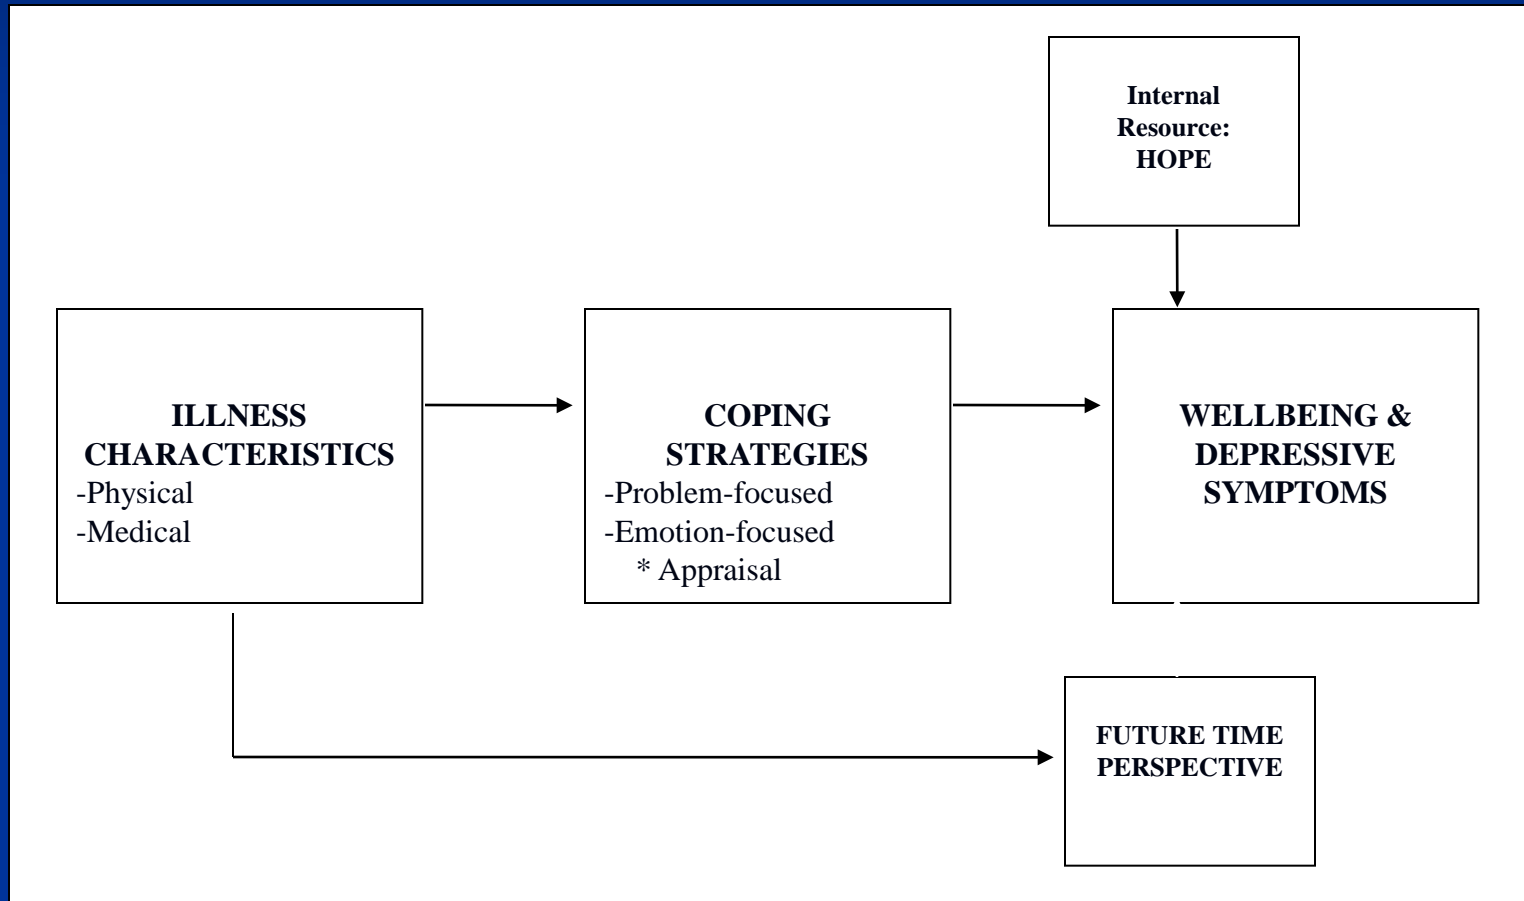 Internal
Resource:
HOPE
ILLNESS
CHARACTERISTICS
-Physical
-Medical
COPING
STRATEGIES
-Problem-focused
-Emotion-focused
* Appraisal
WELLBEING &
DEPRESSIVE
SYMPTOMS
FUTURE TIME
PERSPECTIVE